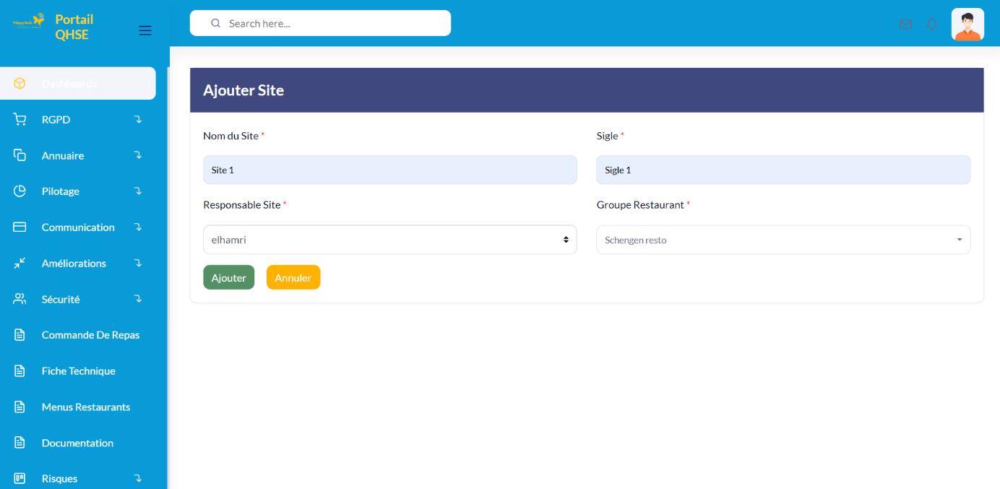 Portail
QHSE
Search here...
Dashboards
RGPD
Annuaire
Pilotage
Communication
Améliorations
Sécurité
Commande De Repas
Fiche Technique
Menus Restaurants
Documentation
Risques
Ajouter Site
Nom du Site *
Sigle *
Site 1
Sigle 1
Responsable Site *
Groupe Restaurant *
elhamri
Schengen resto
Ajouter
Annuler